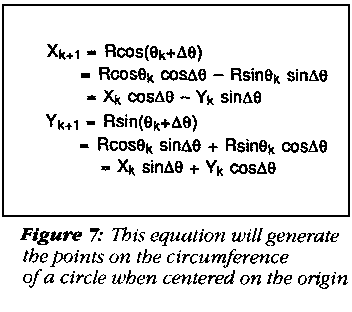 Xk+1 = Rcos(θk+Δθ)
= Rcosθk cosΔθ − Rsinθk sinΔθ
= Xk cosΔθ − Yk sinΔθ
Yk+1 = Rsin(θk+Δθ)
= Rcosθk sinΔθ + Rsinθk cosΔθ
= Xk sinΔθ + Yk cosΔθ
Figure 7: This equation will generate
the points on the circumference
of a circle when centered on the origin